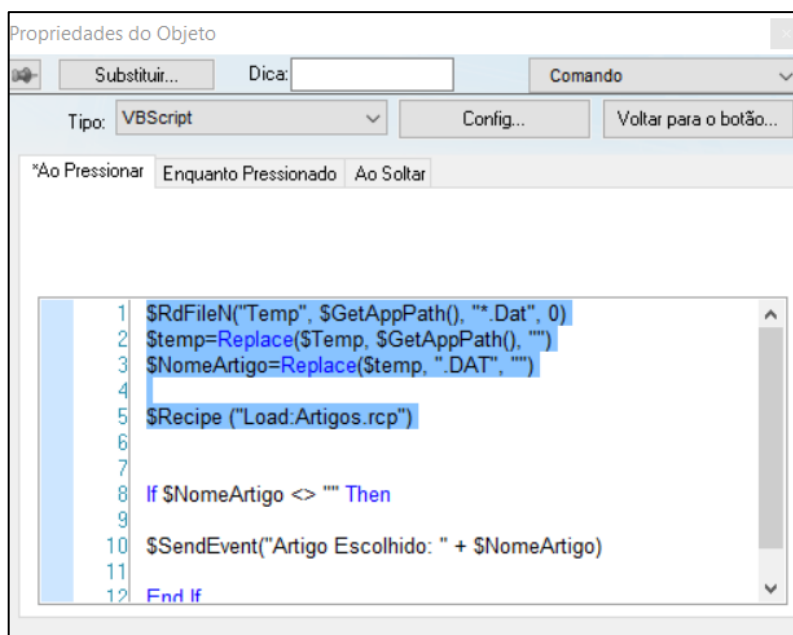 Propriedades do Objeto
Substituir... Dica: Comando
Tipo: VBScript Config... Voltar para o botão...
*Ao Pressionar Enquanto Pressionado Ao Soltar
1 $RdFileN("Temp", $GetAppPath(), "*.Dat", 0)
2 $temp=Replace($Temp, $GetAppPath(), "")
3 $NomeArtigo=Replace($temp, ".DAT", "")
4
5 $Recipe ("Load:Artigos.rcp")
6
7
8 If $NomeArtigo <> "" Then
9
10 $SendEvent("Artigo Escolhido: " + $NomeArtigo)
11
12 End If